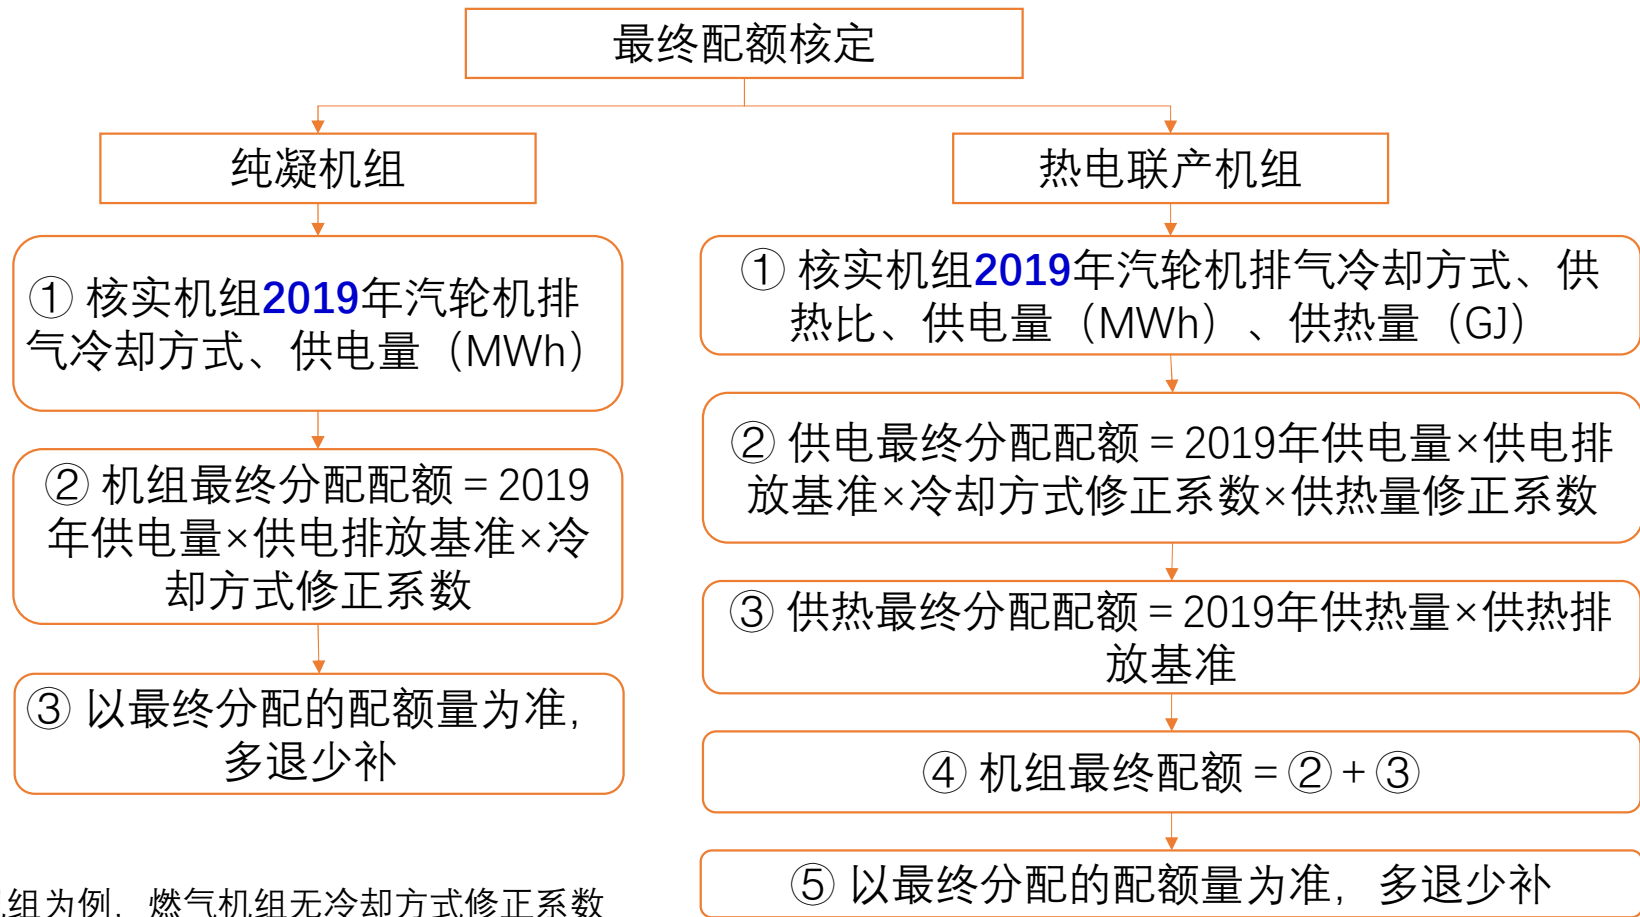 最终配额核定
纯凝机组
① 核实机组2019年汽轮机排
气冷却方式、供电量（MWh）
② 机组最终分配配额 = 2019
年供电量×供电排放基准×冷
却方式修正系数
③ 以最终分配的配额量为准,
多退少补
热电联产机组
① 核实机组2019年汽轮机排气冷却方式、供
热比、供电量（MWh）、供热量（GJ）
② 供电最终分配配额 = 2019年供电量×供电排
放基准×冷却方式修正系数×供热量修正系数
③ 供热最终分配配额 = 2019年供热量×供热排
放基准
④ 机组最终配额 = ② + ③
⑤ 以最终分配的配额量为准, 多退少补
组为例, 燃气机组无冷却方式修正系数